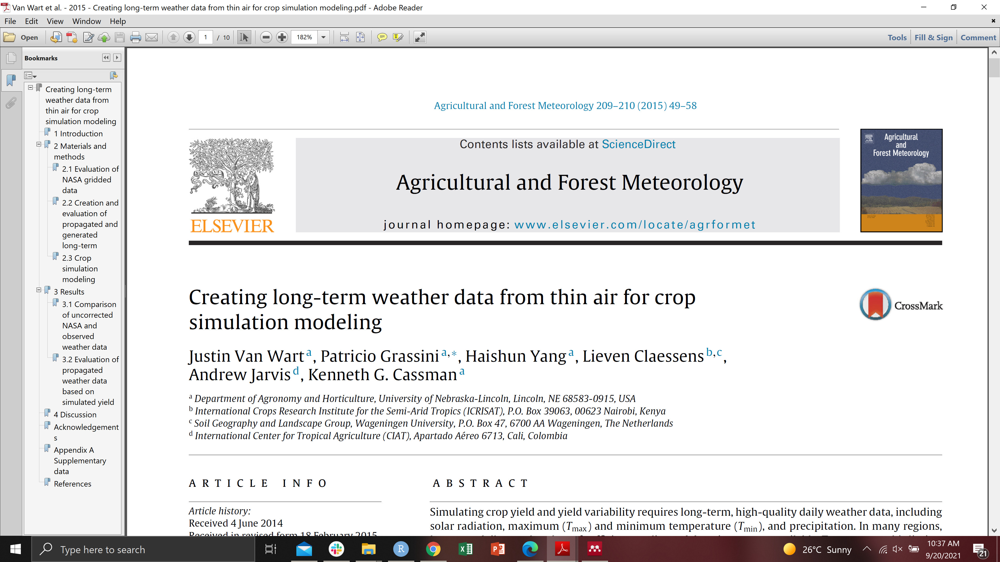 Van Wart et al. - 2015 - Creating long-term weather data from thin air for crop simulation modeling.pdf - Adobe Reader
File Edit View Window Help
Open 1 / 10 182% Tools Fill & Sign Comment
Bookmarks
Creating long-term
weather data from
thin air for crop
simulation modeling
1 Introduction
2 Materials and
methods
2.1 Evaluation of
NASA gridded
data
2.2 Creation and
evaluation of
propagated and
generated
long-term
2.3 Crop
simulation
modeling
3 Results
3.1 Comparison
of uncorrected
NASA and
observed
weather data
3.2 Evaluation of
propagated
weather data
based on
simulated yield
4 Discussion
Acknowledgement
s
Appendix A
Supplementary
data
References
Agricultural and Forest Meteorology 209–210 (2015) 49–58
NON SOLUS
ELSEVIER
Contents lists available at ScienceDirect
Agricultural and Forest Meteorology
journal homepage: www.elsevier.com/locate/agrformet
Agricultural
and
Forest Meteorology
Creating long-term weather data from thin air for crop
simulation modeling
CrossMark
Justin Van Wart a, Patricio Grassini a,*, Haishun Yang a, Lieven Claessens b,c,
Andrew Jarvis d, Kenneth G. Cassman a
a Department of Agronomy and Horticulture, University of Nebraska-Lincoln, Lincoln, NE 68583-0915, USA
b International Crops Research Institute for the Semi-Arid Tropics (ICRISAT), P.O. Box 39063, 00623 Nairobi, Kenya
c Soil Geography and Landscape Group, Wageningen University, P.O. Box 47, 6700 AA Wageningen, The Netherlands
d International Center for Tropical Agriculture (CIAT), Apartado Aéreo 6713, Cali, Colombia
ARTICLE INFO
Article history:
Received 4 June 2014
Received in revised form 18 February 2015
ABSTRACT
Simulating crop yield and yield variability requires long-term, high-quality daily weather data, including
solar radiation, maximum (Tmax) and minimum temperature (Tmin), and precipitation. In many regions,
Type here to search
26°C Sunny
10:37 AM
9/20/2021
21